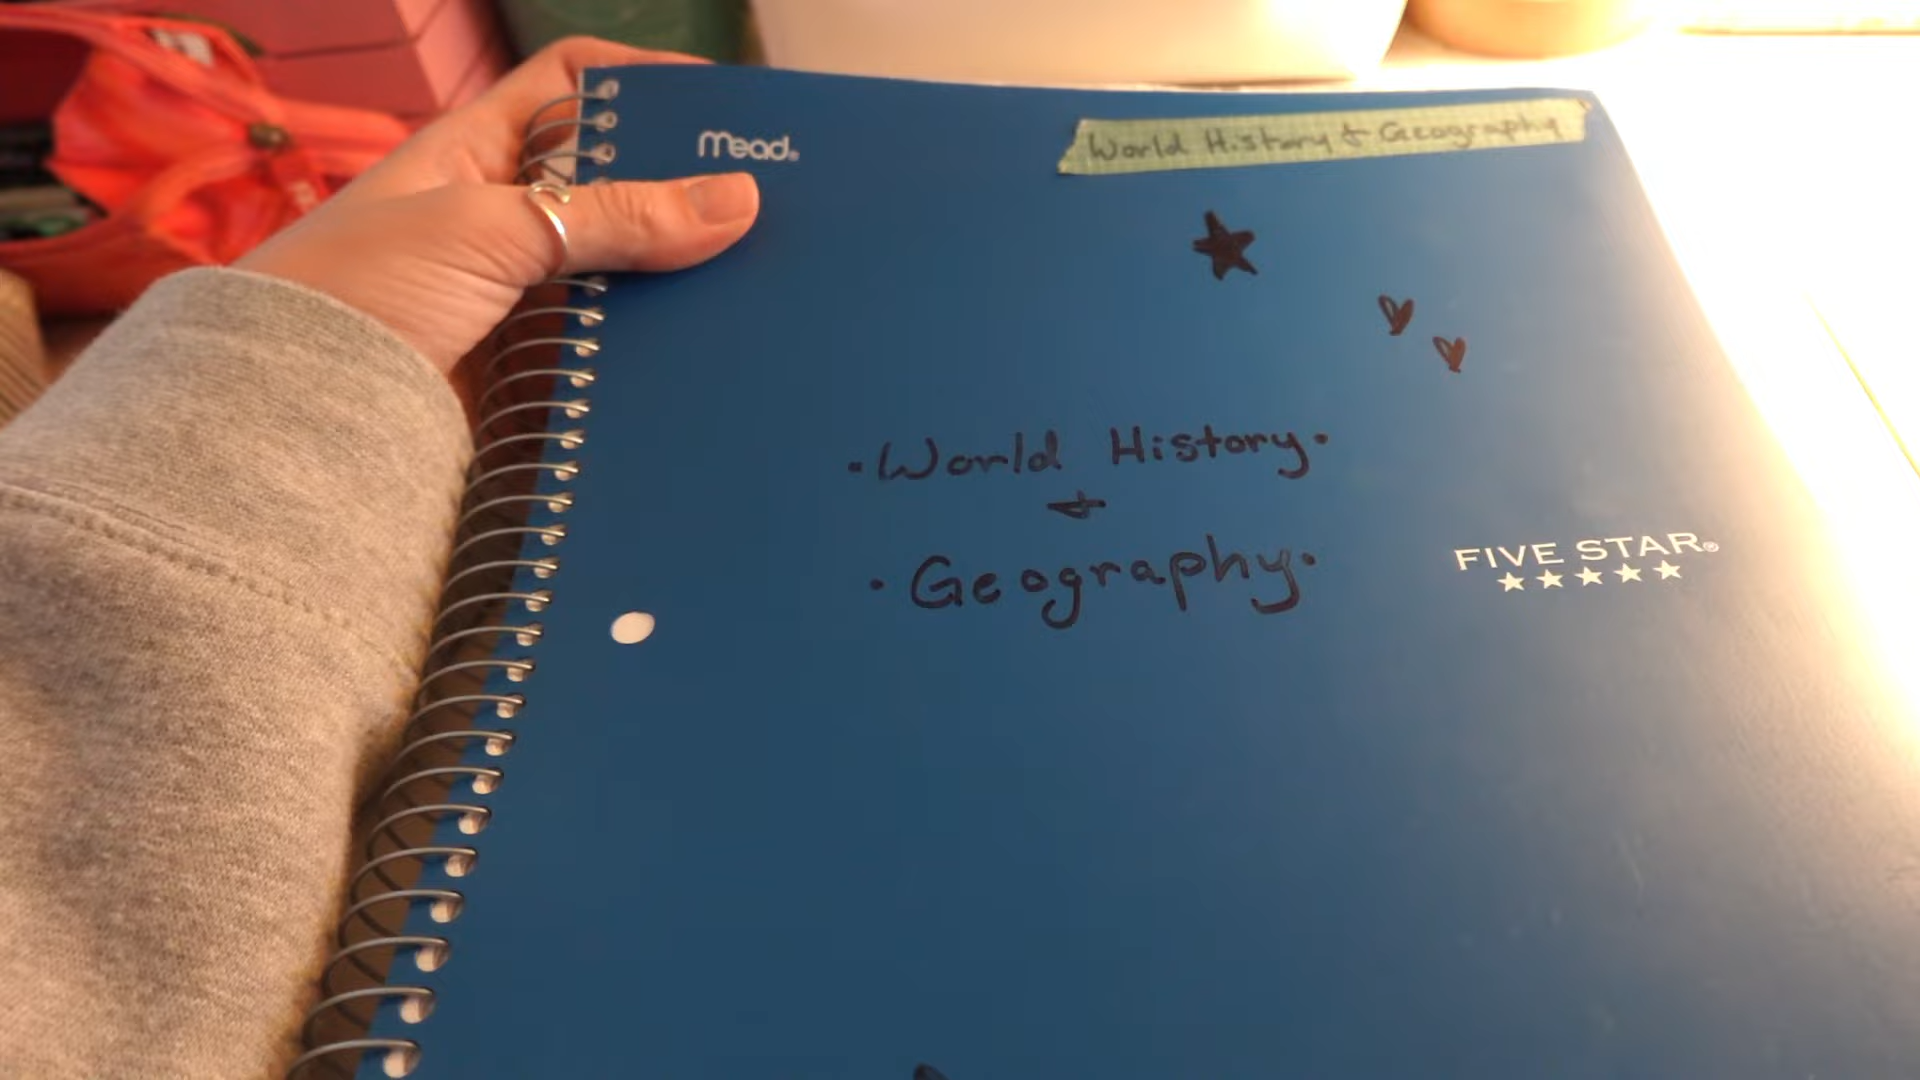 Mead®
World History & Geography
•World History•
&
•Geography•
FIVE STAR®